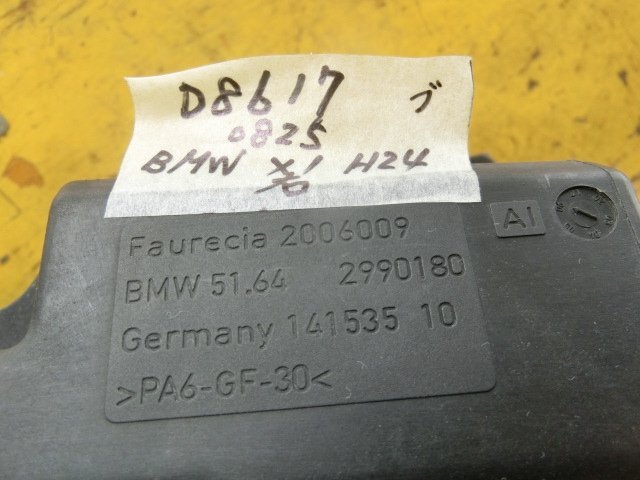 D8617 ブ
0825
BMW X1 H24
Faurecia 2006009
AI
BMW 51.64 2990180
Germany 141535 10
>PA6-GF-30<